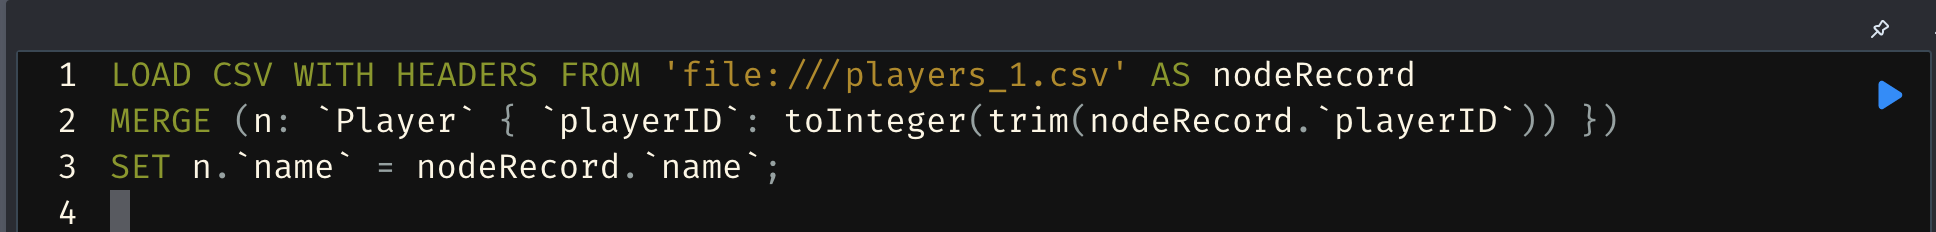 1 LOAD CSV WITH HEADERS FROM 'file:///players_1.csv' AS nodeRecord
2 MERGE (n: `Player` { `playerID`: toInteger(trim(nodeRecord.`playerID`)) })
3 SET n.`name` = nodeRecord.`name`;
4